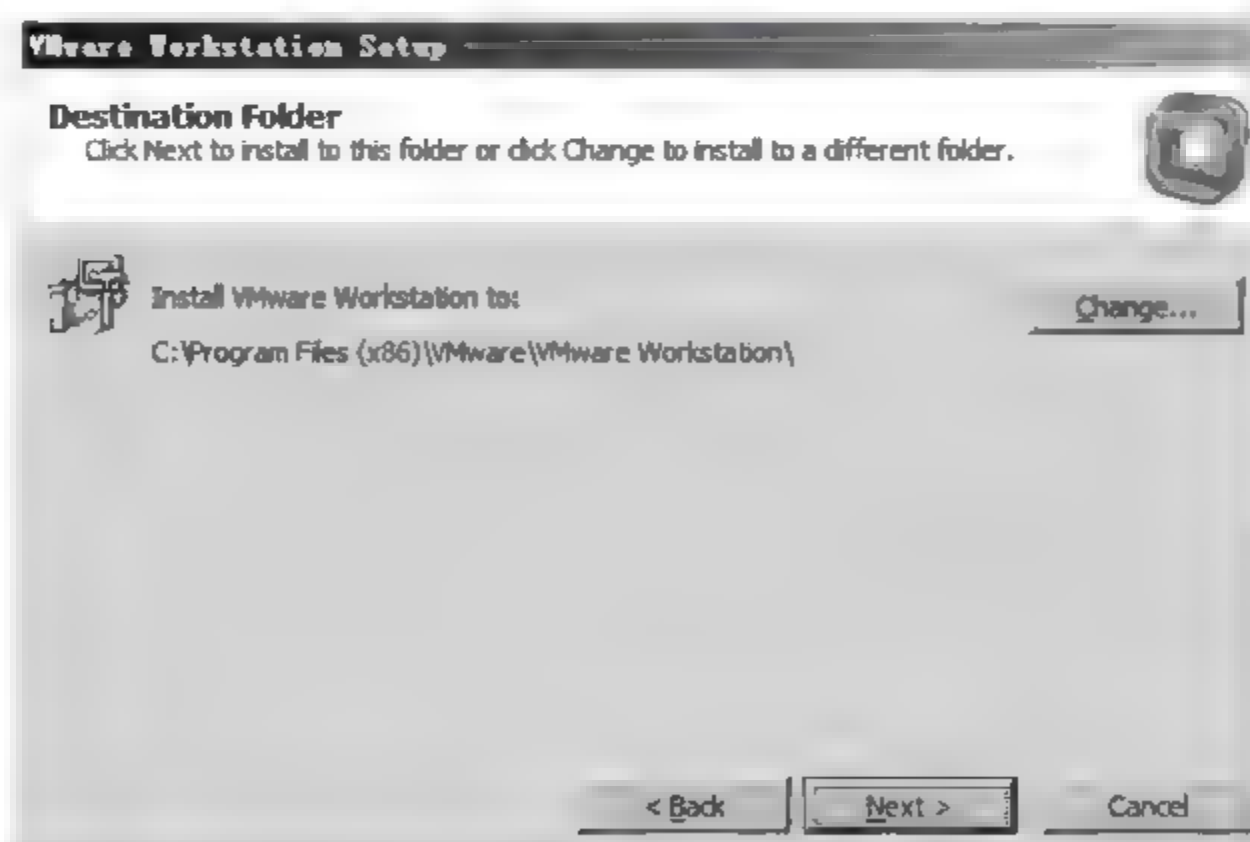 VMware Workstation Setup
Destination Folder
Click Next to install to this folder or click Change to install to a different folder.
Install VMware Workstation to:
Change...
C:\Program Files (x86)\VMware\VMware Workstation\
< Back
Next >
Cancel